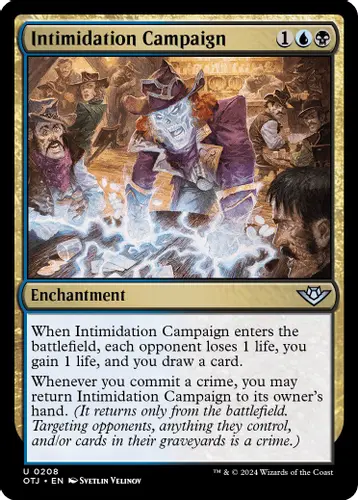 Intimidation Campaign 1
Enchantment
When Intimidation Campaign enters the
battlefield, each opponent loses 1 life, you
gain 1 life, and you draw a card.
Whenever you commit a crime, you may
return Intimidation Campaign to its owner's
hand. (It returns only from the battlefield.
Targeting opponents, anything they control,
and/or cards in their graveyards is a crime.)
U 0208
OTJ • EN Svetlin Velinov
™ & © 2024 Wizards of the Coast